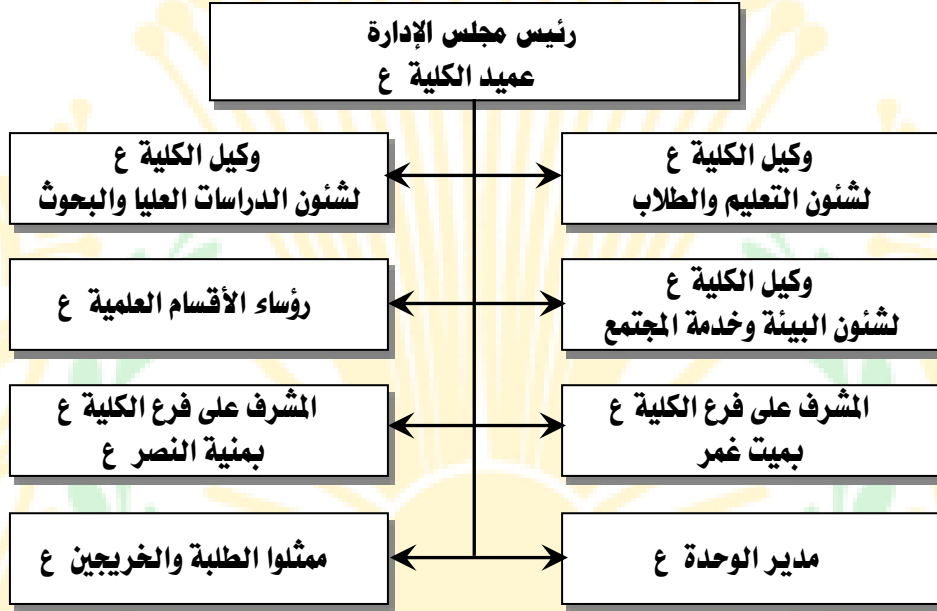 رئيس مجلس الإدارة
عميد الكلية ع
وكيل الكلية ع
لشئون التعليم والطلاب
وكيل الكلية ع
لشئون الدراسات العليا والبحوث
وكيل الكلية ع
لشئون البيئة وخدمة المجتمع
رؤساء الأقسام العلمية ع
المشرف على فرع الكلية ع
بميت غمر
المشرف على فرع الكلية ع
بمنية النصر ع
مدير الوحدة ع
ممثلوا الطلبة والخريجين ع